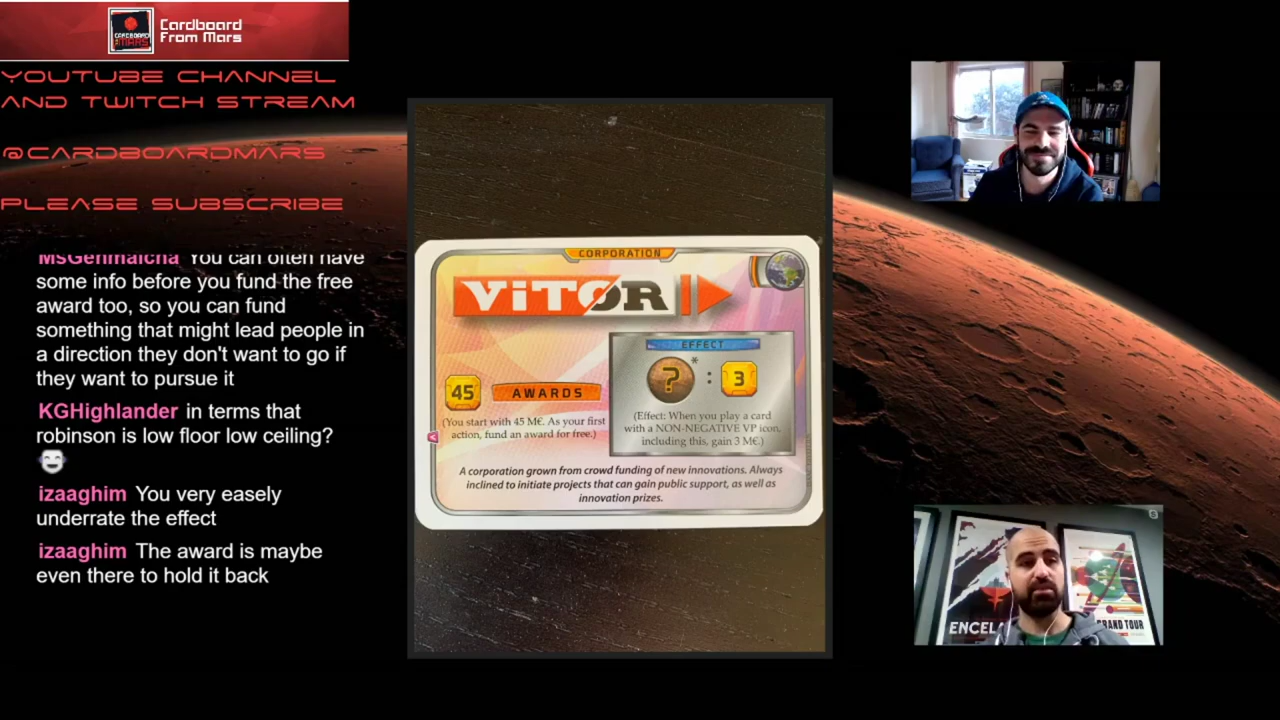 Cardboard
From Mars
CARDBOARD
MARS
YOUTUBE CHANNEL
AND TWITCH STREAM
@CARDBOARDMARS
PLEASE SUBSCRIBE
MsGenmaicha You can often have
some info before you fund the free
award too, so you can fund
something that might lead people in
a direction they don't want to go if
they want to pursue it
KGHighlander in terms that
robinson is low floor low ceiling?
izaaghim You very easely
underrate the effect
izaaghim The award is maybe
even there to hold it back
CORPORATION
ViTOR
EFFECT
? * : 3
45 AWARDS
(You start with 45 M€. As your first
action, fund an award for free.)
(Effect: When you play a card
with a NON-NEGATIVE VP icon,
including this, gain 3 M€.)
A corporation grown from crowd funding of new innovations. Always
inclined to initiate projects that can gain public support, as well as
innovation prizes.
GRAND TOUR